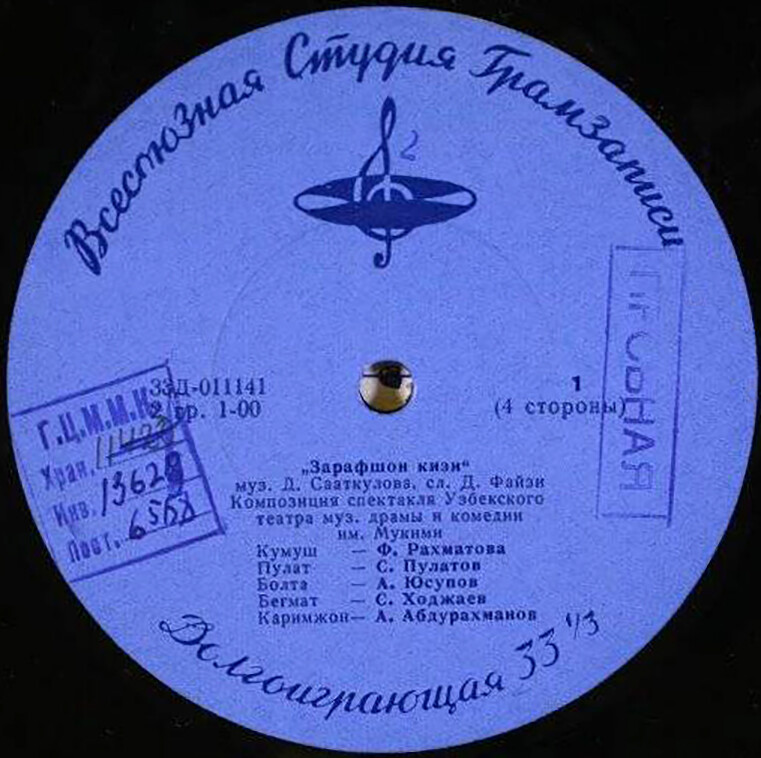 Всесоюзная Студия Грамзаписи
2
ПРОБНАЯ
33Д-011141
2 гр. 1-00
1
(4 стороны)
Г.Ц.М.М.К.
Хран.
Инв. 13628
Пост.
„Зарафшон кизи“
муз. Д. Сааткулова, сл. Д. Файзи
Композиция спектакля Узбекского
театра муз. драмы и комедии
им. Мукими
Кумуш — Ф. Рахматова
Пулат — С. Пулатов
Болта — А. Юсупов
Бегмат — С. Ходжаев
Каримжон — А. Абдурахманов
Долгоиграющая 33 1/3